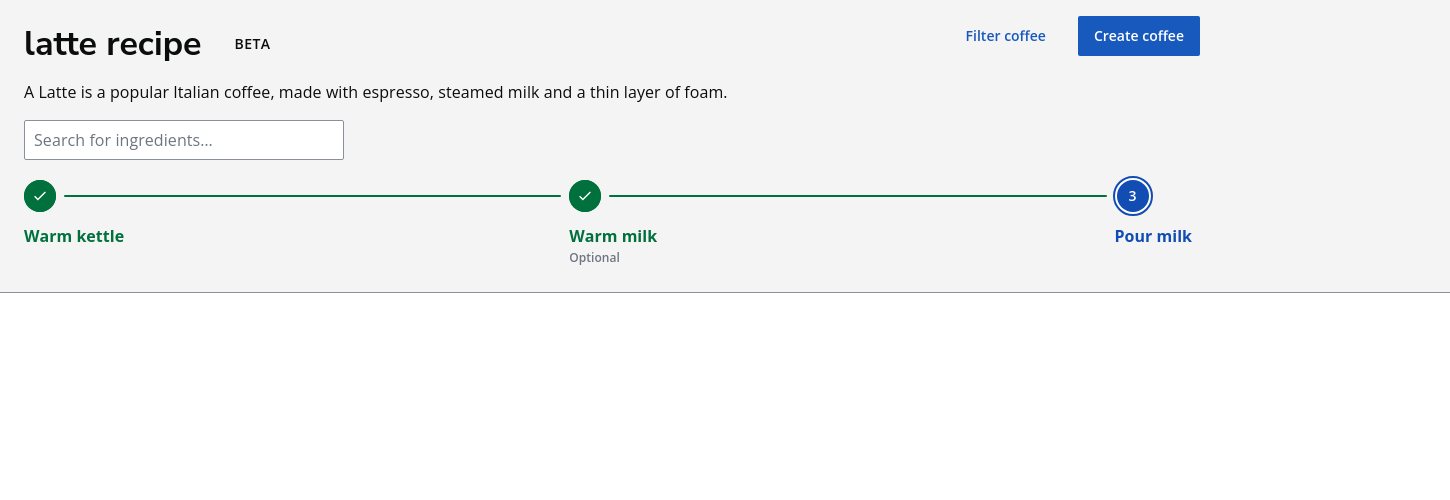 latte recipe BETA
Filter coffee
Create coffee
A Latte is a popular Italian coffee, made with espresso, steamed milk and a thin layer of foam.
Search for ingredients...
3
Warm kettle
Warm milk
Optional
Pour milk